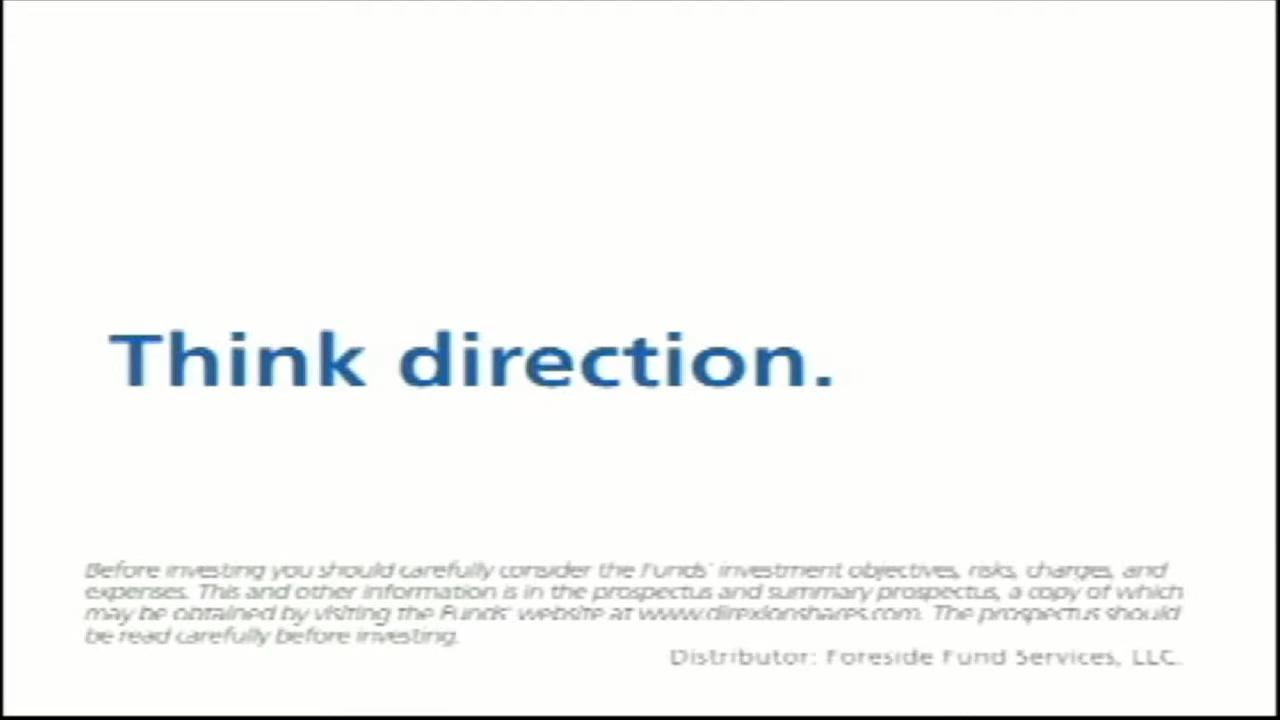 Think direction.
Before investing you should carefully consider the Funds' investment objectives, risks, charges, and
expenses. This and other information is in the prospectus and summary prospectus, a copy of which
may be obtained by visiting the Funds' website at www.direxionshares.com. The prospectus should
be read carefully before investing.
Distributor: Foreside Fund Services, LLC.